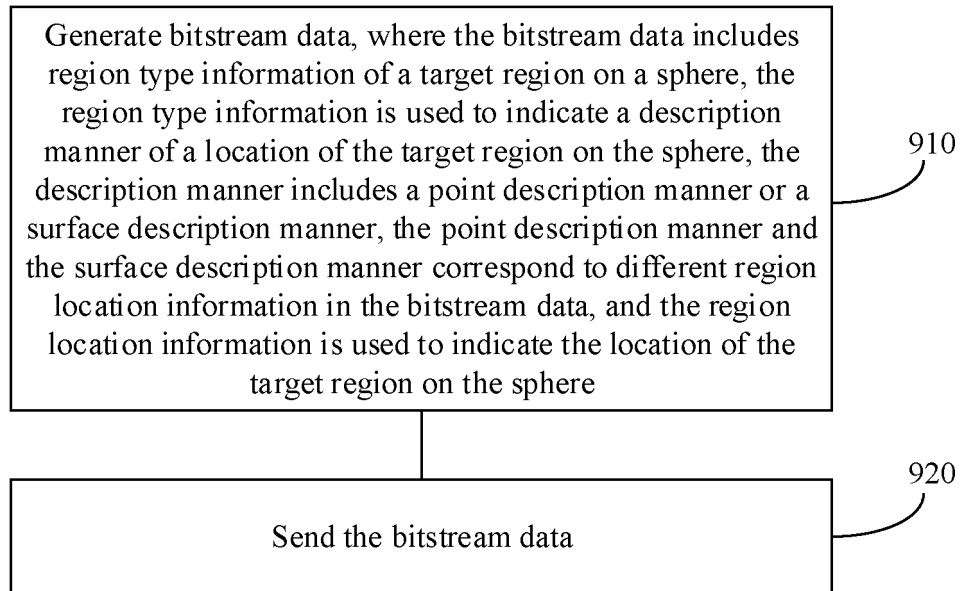 Generate bitstream data, where the bitstream data includes
region type information of a target region on a sphere, the
region type information is used to indicate a description
manner of a location of the target region on the sphere, the
description manner includes a point description manner or a
surface description manner, the point description manner and
the surface description manner correspond to different region
location information in the bitstream data, and the region
location information is used to indicate the location of the
target region on the sphere
910
920
Send the bitstream data